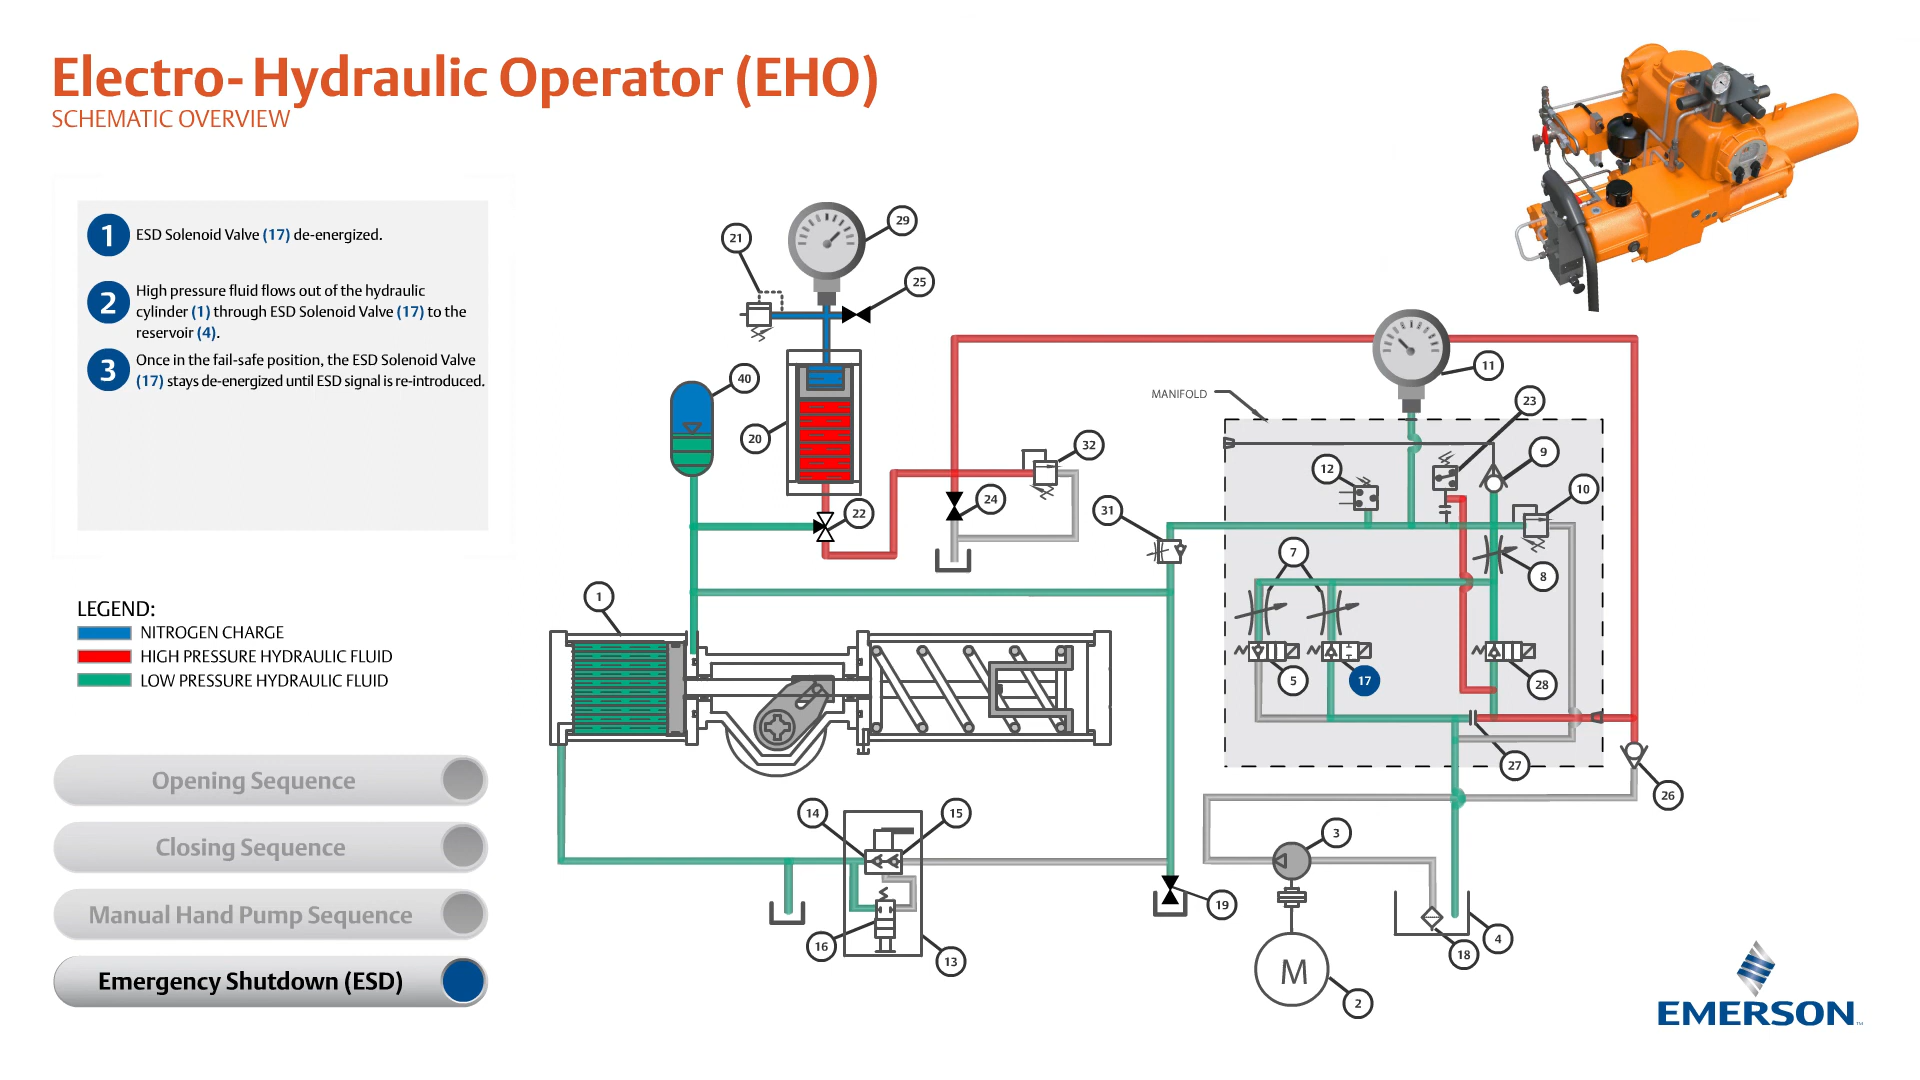 Electro- Hydraulic Operator (EHO)
SCHEMATIC OVERVIEW
1 ESD Solenoid Valve (17) de-energized.
2 High pressure fluid flows out of the hydraulic
cylinder (1) through ESD Solenoid Valve (17) to the
reservoir (4).
3 Once in the fail-safe position, the ESD Solenoid Valve
(17) stays de-energized until ESD signal is re-introduced.
LEGEND:
NITROGEN CHARGE
HIGH PRESSURE HYDRAULIC FLUID
LOW PRESSURE HYDRAULIC FLUID
Opening Sequence
Closing Sequence
Manual Hand Pump Sequence
Emergency Shutdown (ESD)
29
21
25
40
20
22
32
24
31
1
14
15
16
13
19
MANIFOLD
11
23
9
12
10
7
8
5
17
28
27
26
3
4
18
M
2
EMERSON
TM